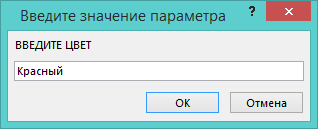 Введите значение параметра ?
ВВЕДИТЕ ЦВЕТ
Красный
ОК Отмена